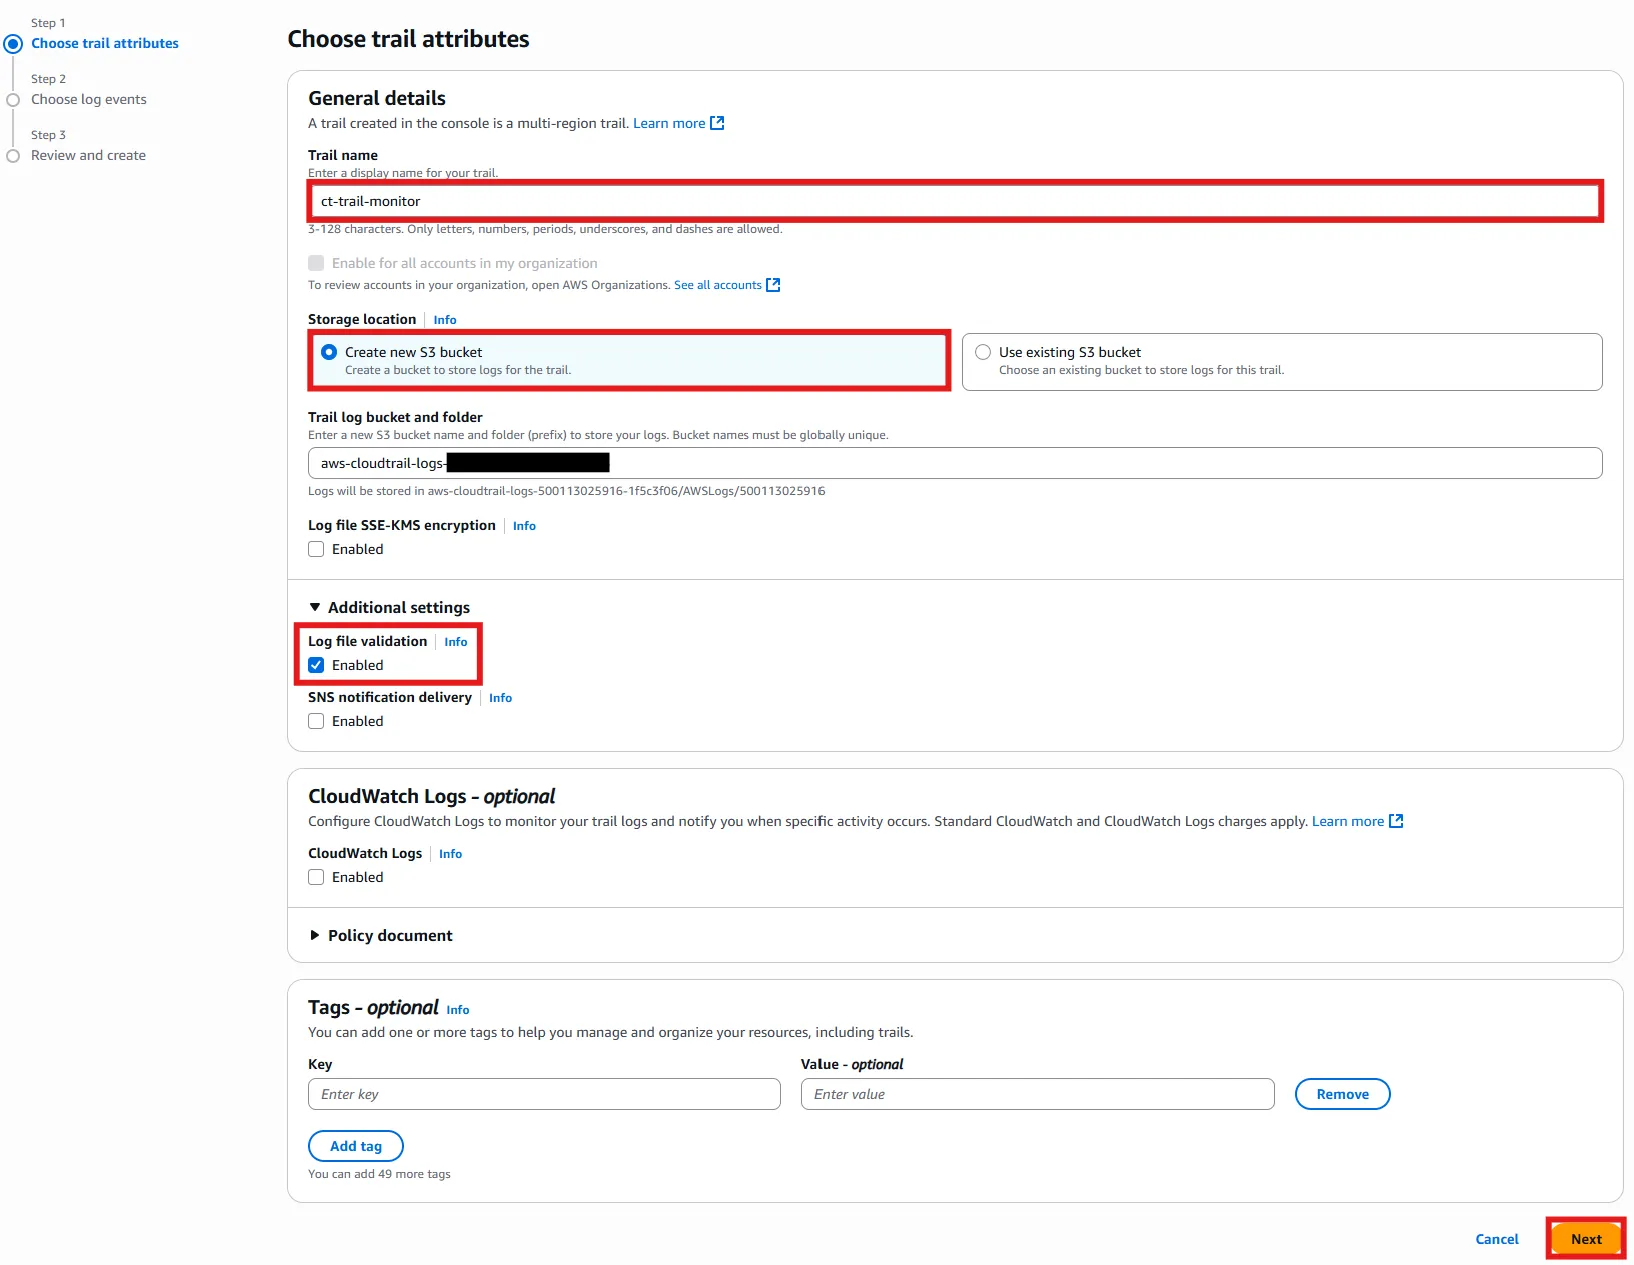 Step 1
Choose trail attributes
Step 2
Choose log events
Step 3
Review and create
Choose trail attributes
General details
A trail created in the console is a multi-region trail. Learn more
Trail name
Enter a display name for your trail.
ct-trail-monitor
3-128 characters. Only letters, numbers, periods, underscores, and dashes are allowed.
Enable for all accounts in my organization
To review accounts in your organization, open AWS Organizations. See all accounts
Storage location Info
Create new S3 bucket
Create a bucket to store logs for the trail.
Use existing S3 bucket
Choose an existing bucket to store logs for this trail.
Trail log bucket and folder
Enter a new S3 bucket name and folder (prefix) to store your logs. Bucket names must be globally unique.
aws-cloudtrail-logs-
Logs will be stored in aws-cloudtrail-logs-500113025916-1f5c3f06/AWSLogs/500113025916
Log file SSE-KMS encryption Info
Enabled
Additional settings
Log file validation Info
Enabled
SNS notification delivery Info
Enabled
CloudWatch Logs - optional
Configure CloudWatch Logs to monitor your trail logs and notify you when specific activity occurs. Standard CloudWatch and CloudWatch Logs charges apply. Learn more
CloudWatch Logs Info
Enabled
Policy document
Tags - optional Info
You can add one or more tags to help you manage and organize your resources, including trails.
Key
Value - optional
Enter key
Enter value
Remove
Add tag
You can add 49 more tags
Cancel
Next